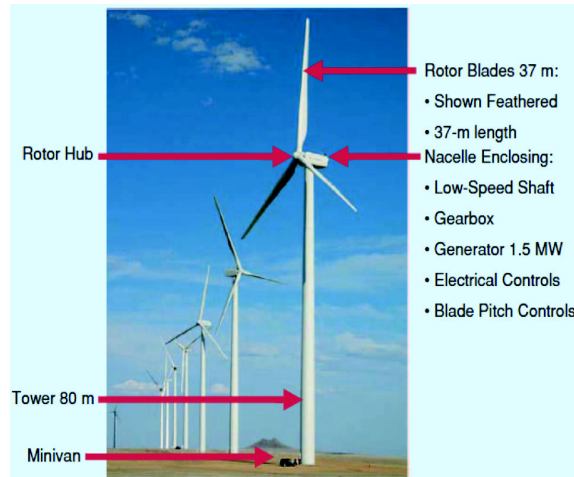 Rotor Blades 37 m:
• Shown Feathered
• 37-m length
Rotor Hub
Nacelle Enclosing:
• Low-Speed Shaft
• Gearbox
• Generator 1.5 MW
• Electrical Controls
• Blade Pitch Controls
Tower 80 m
Minivan